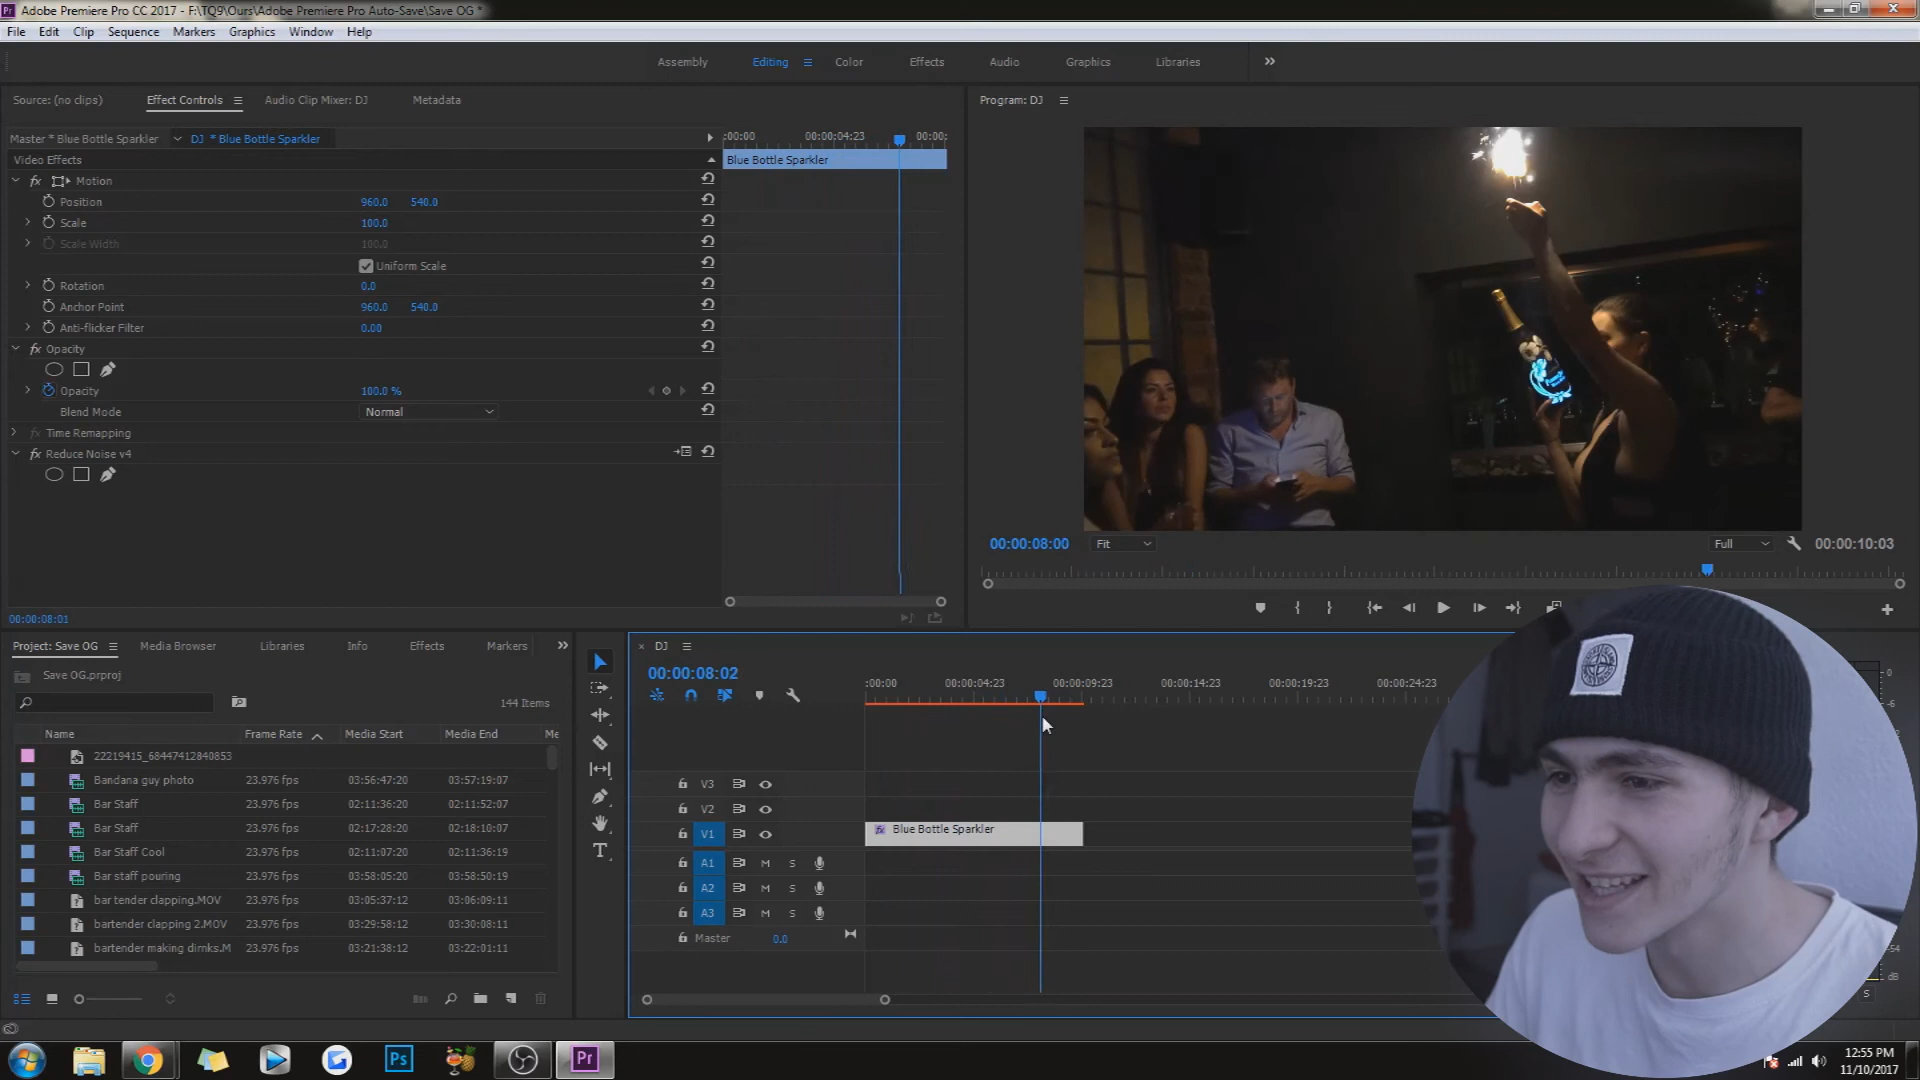 Adobe Premiere Pro CC 2017 - F:\TQ9\Ours\Adobe Premiere Pro Auto-Save\Save OG *
File Edit Clip Sequence Markers Graphics Window Help
Assembly Editing Color Effects Audio Graphics Libraries
Source: (no clips) Effect Controls Audio Clip Mixer: DJ Metadata
Program: DJ
Master * Blue Bottle Sparkler DJ * Blue Bottle Sparkler
:00:00 00:00:04:23 00:00:
Video Effects
Blue Bottle Sparkler
fx Motion
Position 960.0 540.0
Scale 100.0
Scale Width 100.0
Uniform Scale
Rotation 0.0
Anchor Point 960.0 540.0
Anti-flicker Filter 0.00
fx Opacity
Opacity 100.0 %
Blend Mode Normal
fx Time Remapping
fx Reduce Noise v4
00:00:08:01
00:00:08:00 Fit Full 00:00:10:03
Project: Save OG Media Browser Libraries Info Effects Markers
Save OG.prproj
144 Items
Name Frame Rate Media Start Media End Me
22219415_68447412840853
Bandana guy photo 23.976 fps 03:56:47:20 03:57:19:07
Bar Staff 23.976 fps 02:11:36:20 02:11:52:07
Bar Staff 23.976 fps 02:17:28:20 02:18:10:07
Bar Staff Cool 23.976 fps 02:11:07:20 02:11:36:19
Bar staff pouring 23.976 fps 03:58:05:20 03:58:50:19
bar tender clapping.MOV 23.976 fps 03:05:37:12 03:06:09:11
bartender clapping 2.MOV 23.976 fps 03:29:58:12 03:30:08:11
bartender making dirnks.M 23.976 fps 03:21:38:12 03:22:01:11
DJ
00:00:08:02
:00:00 00:00:04:23 00:00:09:23 00:00:14:23 00:00:19:23 00:00:24:23
V3
V2
V1 fx Blue Bottle Sparkler
A1 M S
A2 M S
A3 M S
Master 0.0
0
-6
-54
dB
S
Ps Pr
12:55 PM
11/10/2017